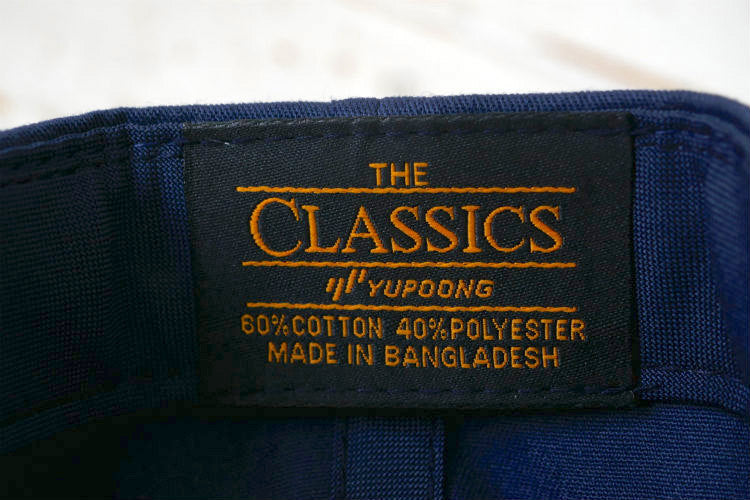 THE
CLASSICS
YUPOONG
60%COTTON 40%POLYESTER
MADE IN BANGLADESH